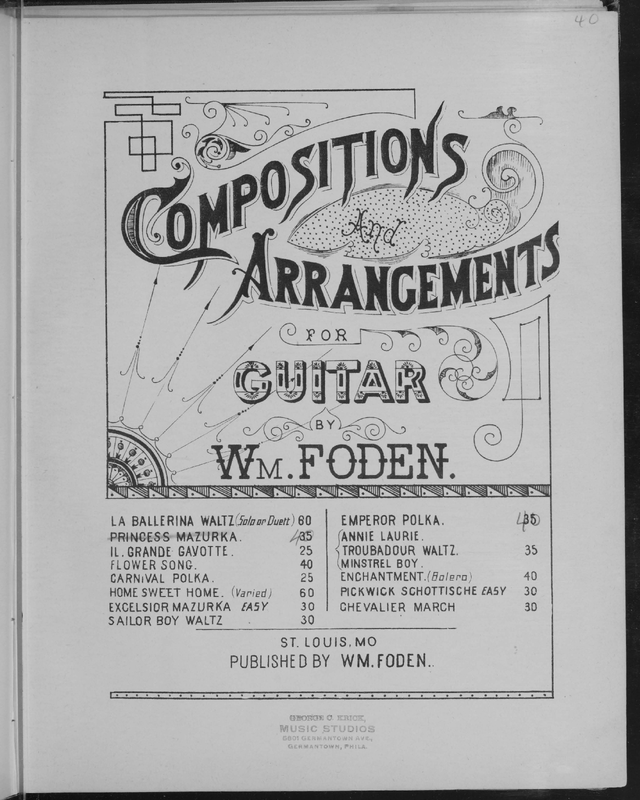 40
COMPOSITIONS
And
ARRANGEMENTS
FOR
GUITAR
BY
WM. FODEN.
LA BALLERINA WALTZ (Solo or Duett) 60
PRINCESS MAZURKA. 35
IL GRANDE GAVOTTE. 25
FLOWER SONG. 40
CARNIVAL POLKA. 25
HOME SWEET HOME. (Varied) 60
EXCELSIOR MAZURKA EASY 30
SAILOR BOY WALTZ 30
EMPEROR POLKA. 35
ANNIE LAURIE.
TROUBADOUR WALTZ. 35
MINSTREL BOY.
ENCHANTMENT. (Bolero) 40
PICKWICK SCHOTTISCHE EASY 30
CHEVALIER MARCH 30
ST. LOUIS, MO
PUBLISHED BY WM. FODEN.
GEORGE C. KRICK,
MUSIC STUDIOS
GERMANTOWN AVE.,
GERMANTOWN, PHILA.